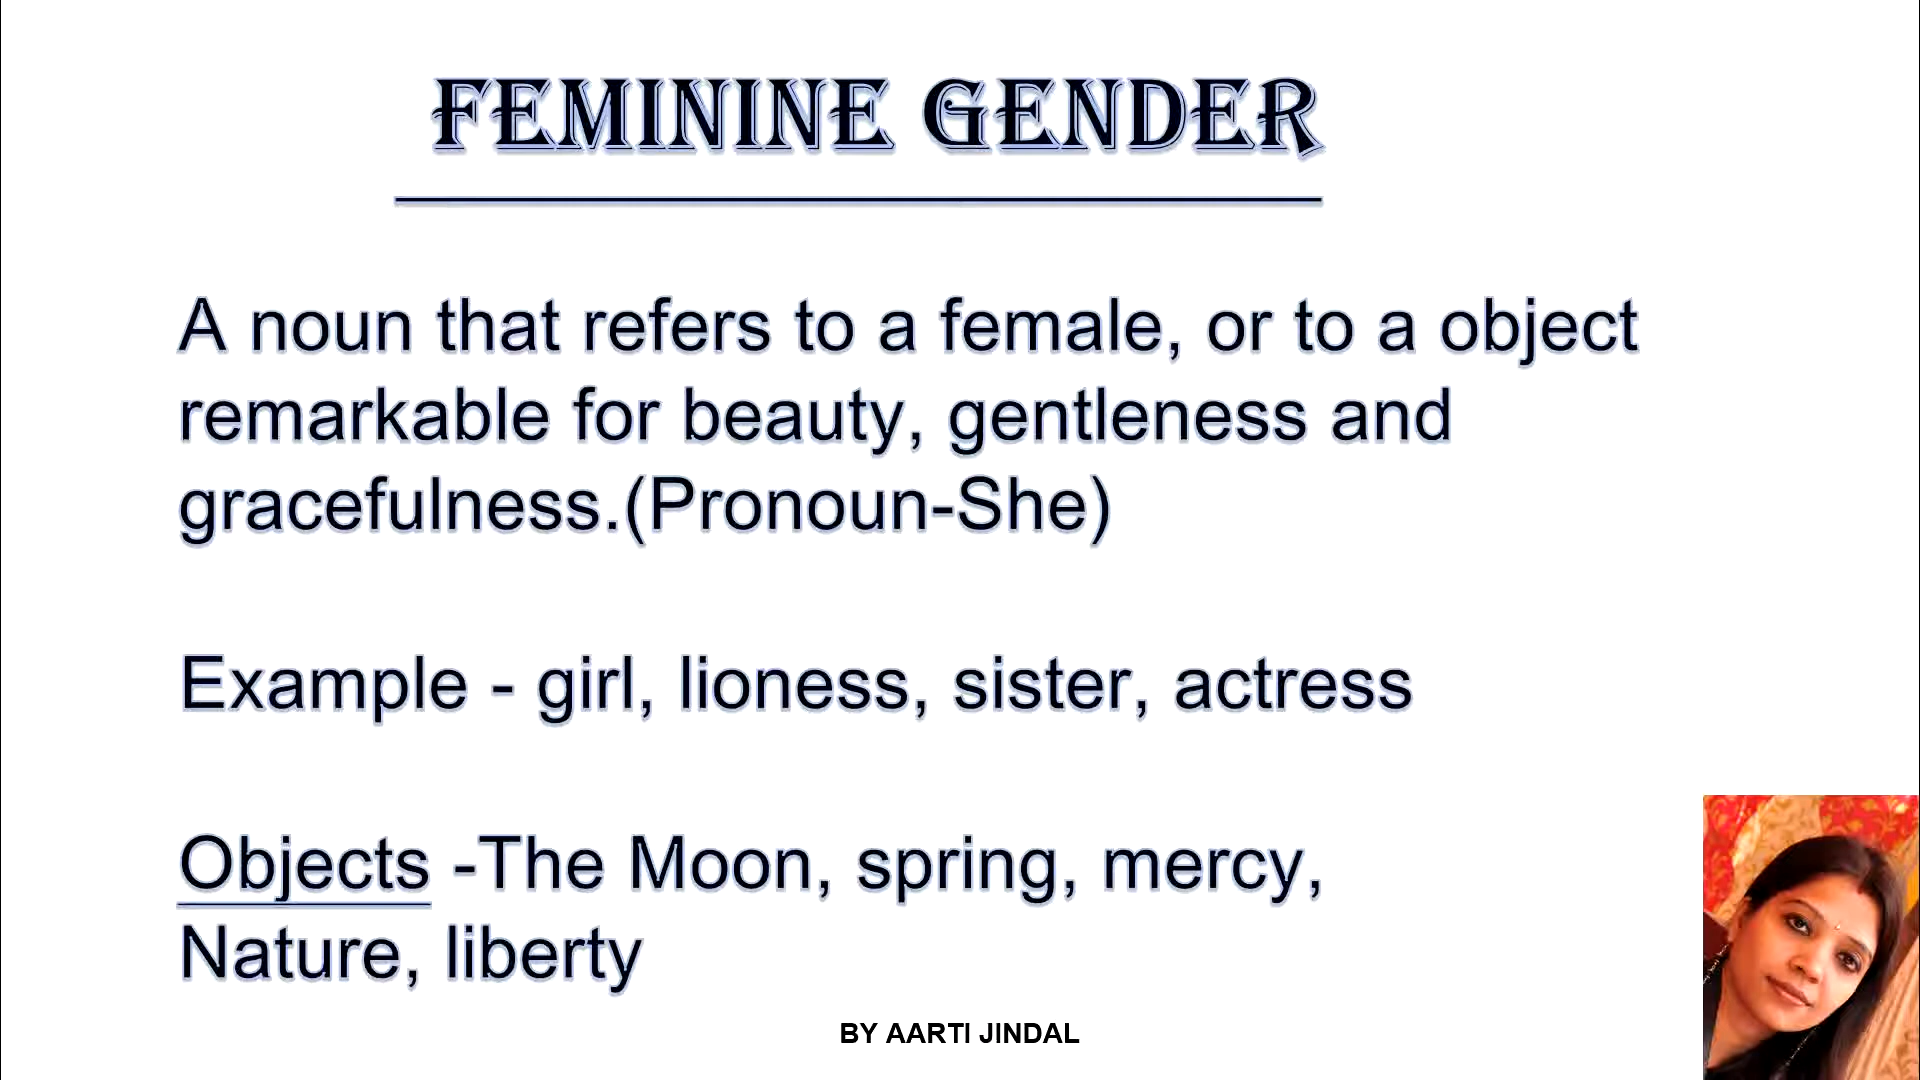 FEMININE GENDER
A noun that refers to a female, or to a object
remarkable for beauty, gentleness and
gracefulness.(Pronoun-She)
Example - girl, lioness, sister, actress
Objects -The Moon, spring, mercy,
Nature, liberty
BY AARTI JINDAL